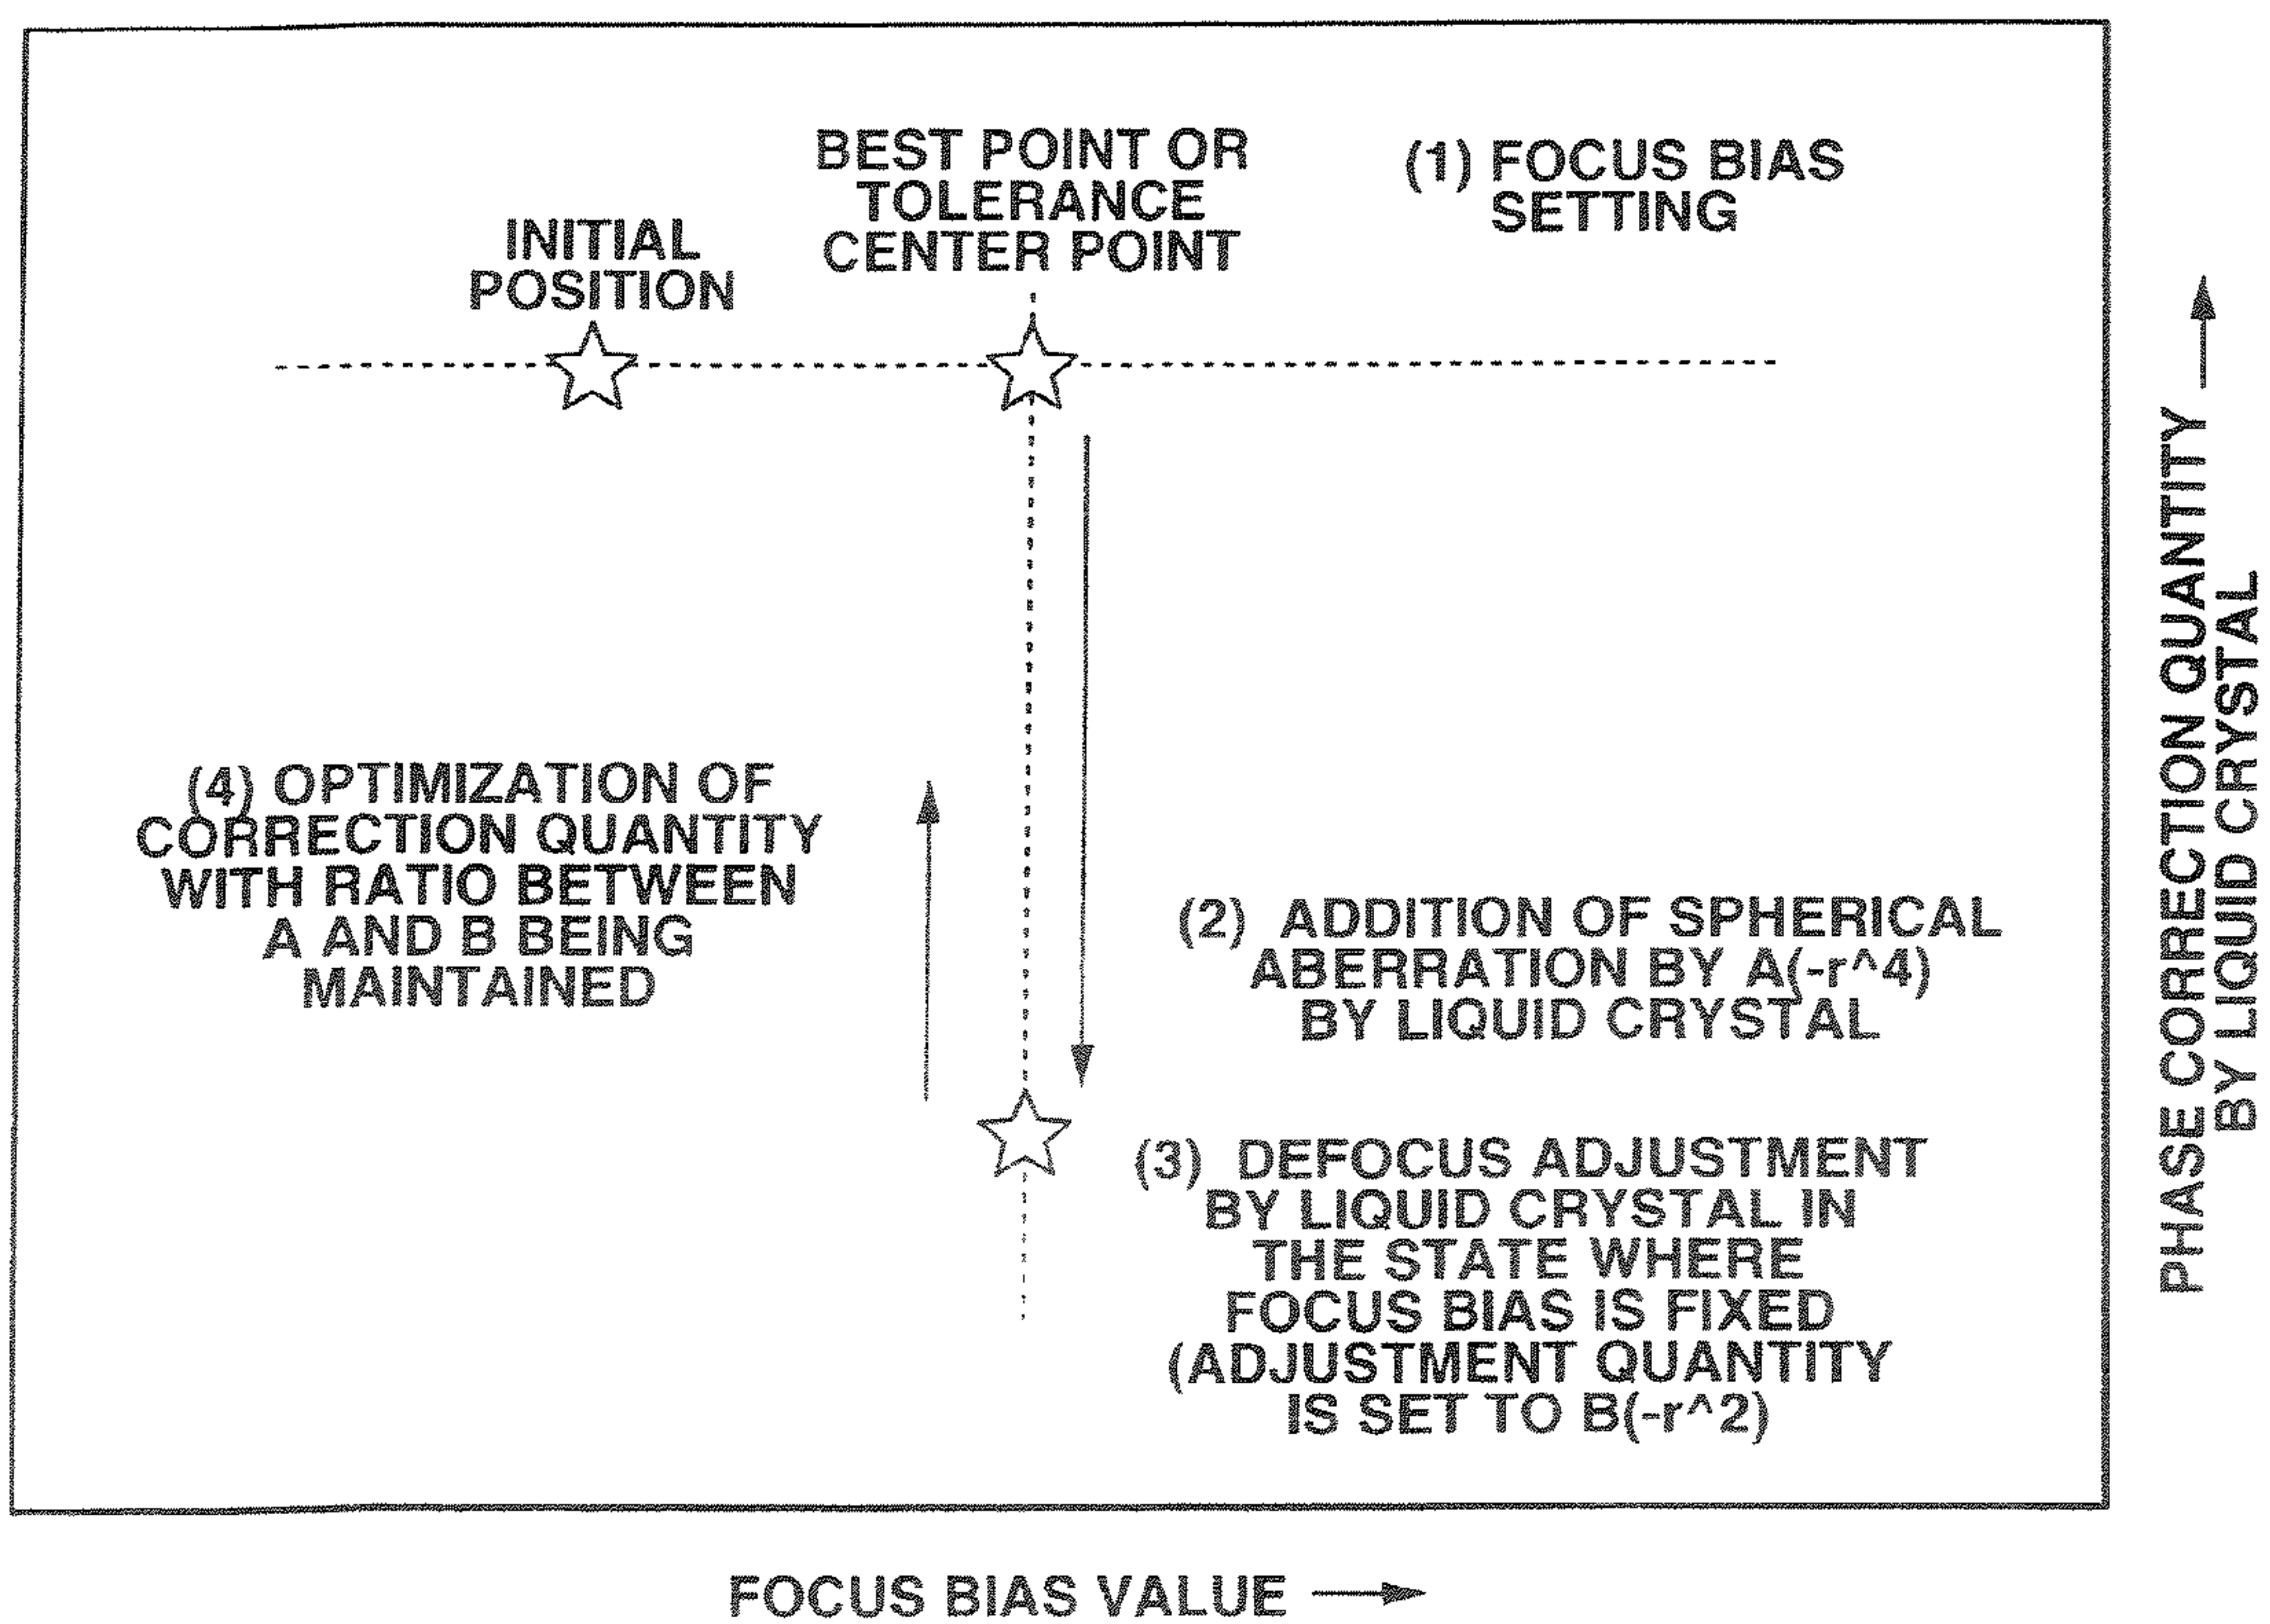 BEST POINT OR
TOLERANCE
CENTER POINT
(1) FOCUS BIAS
SETTING
INITIAL
POSITION
(4) OPTIMIZATION OF
CORRECTION QUANTITY
WITH RATIO BETWEEN
A AND B BEING
MAINTAINED
(2) ADDITION OF SPHERICAL
ABERRATION BY A(-r^4)
BY LIQUID CRYSTAL
(3) DEFOCUS ADJUSTMENT
BY LIQUID CRYSTAL IN
THE STATE WHERE
FOCUS BIAS IS FIXED
(ADJUSTMENT QUANTITY
IS SET TO B(-r^2)
PHASE CORRECTION QUANTITY
BY LIQUID CRYSTAL
FOCUS BIAS VALUE